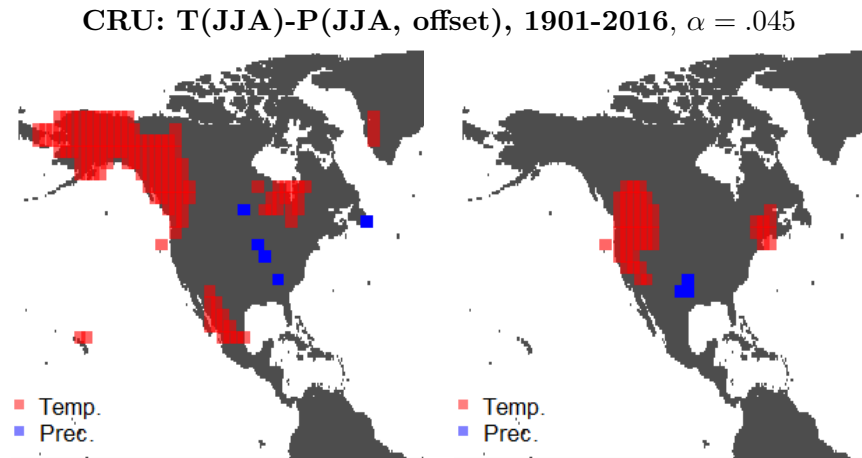 CRU: T(JJA)-P(JJA, offset), 1901-2016, α = .045
Temp.
Prec.
Temp.
Prec.